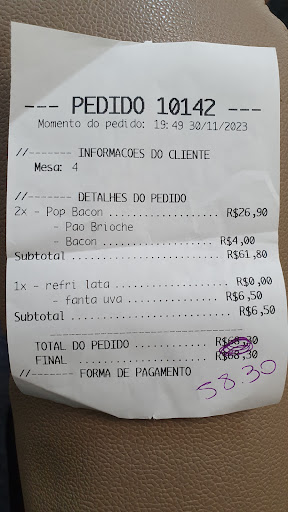 --- PEDIDO 10142 ---
Momento do pedido: 19:49 30/11/2023
//------- INFORMACOES DO CLIENTE
Mesa: 4
//------- DETALHES DO PEDIDO
2x - Pop Bacon .................. R$26,90
- Pao Brioche
- Bacon .................. R$4,00
Subtotal .................. R$61,80
1x - refri lata .................. R$0,00
- fanta uva .................. R$6,50
Subtotal .................. R$6,50
TOTAL DO PEDIDO ............
FINAL .................. R$68,30
//------- FORMA DE PAGAMENTO
58.30